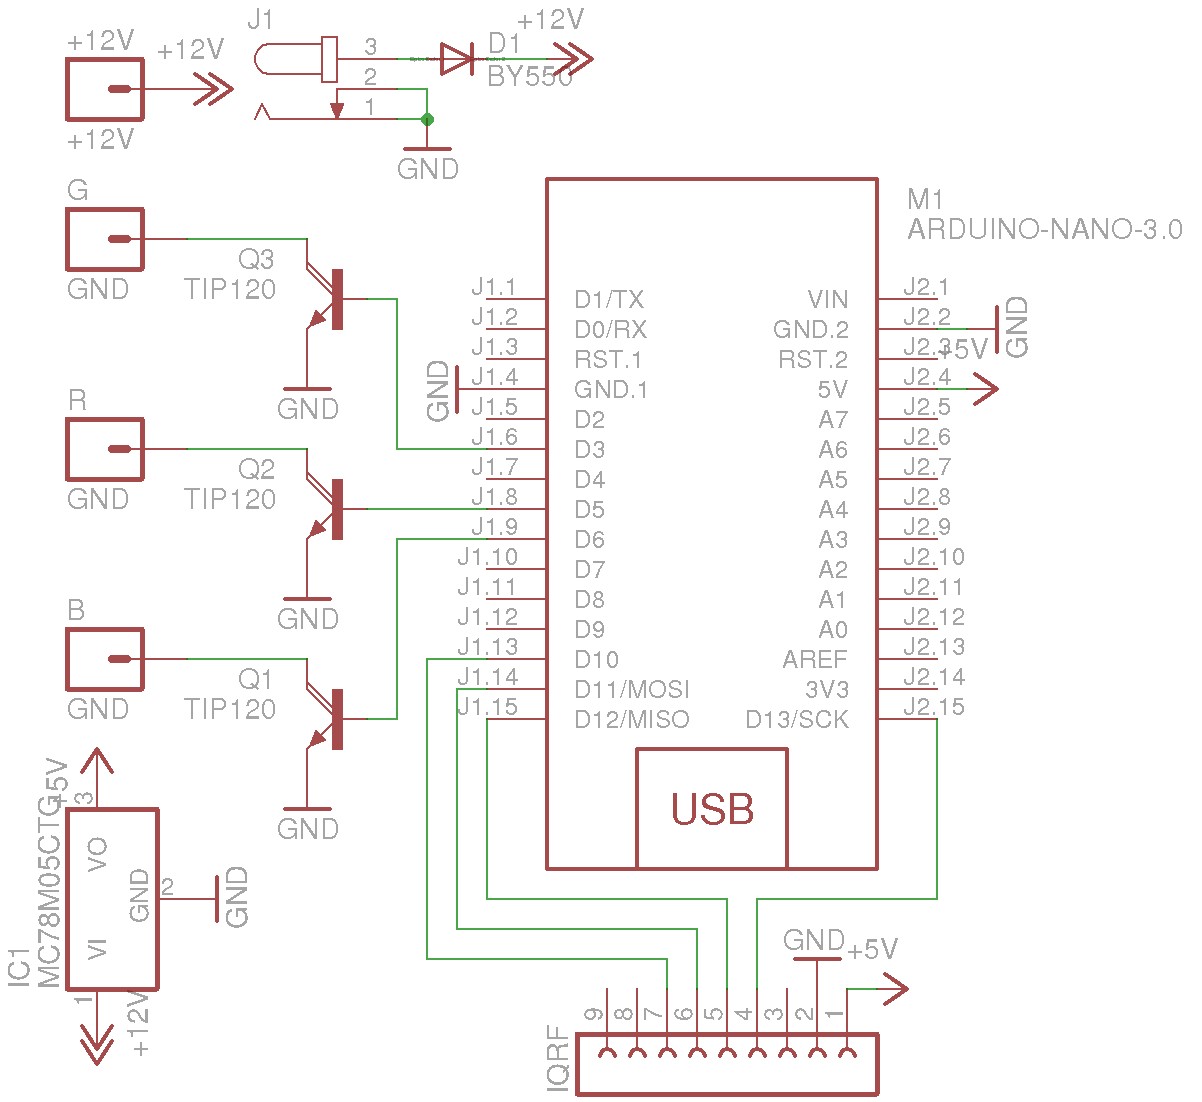 J1
+12V
+12V
+12V
3
D1
BY550
2
1
+12V
GND
G
M1
ARDUINO-NANO-3.0
Q3
TIP120
GND
GND
J1.1 D1/TX VIN J2.1
J1.2 D0/RX GND.2 J2.2 GND
J1.3 RST.1 RST.2 J2.3 +5V
GND J1.4 GND.1 5V J2.4
J1.5 D2 A7 J2.5
J1.6 D3 A6 J2.6
J1.7 D4 A5 J2.7
J1.8 D5 A4 J2.8
J1.9 D6 A3 J2.9
J1.10 D7 A2 J2.10
J1.11 D8 A1 J2.11
J1.12 D9 A0 J2.12
J1.13 D10 AREF J2.13
J1.14 D11/MOSI 3V3 J2.14
J1.15 D12/MISO D13/SCK J2.15
USB
R
Q2
TIP120
GND
GND
B
Q1
TIP120
GND
GND
+5V
3
VO
GND
2
GND
VI
1
+12V
IC1
MC78M05CTG
GND
+5V
9 8 7 6 5 4 3 2 1
IQRF